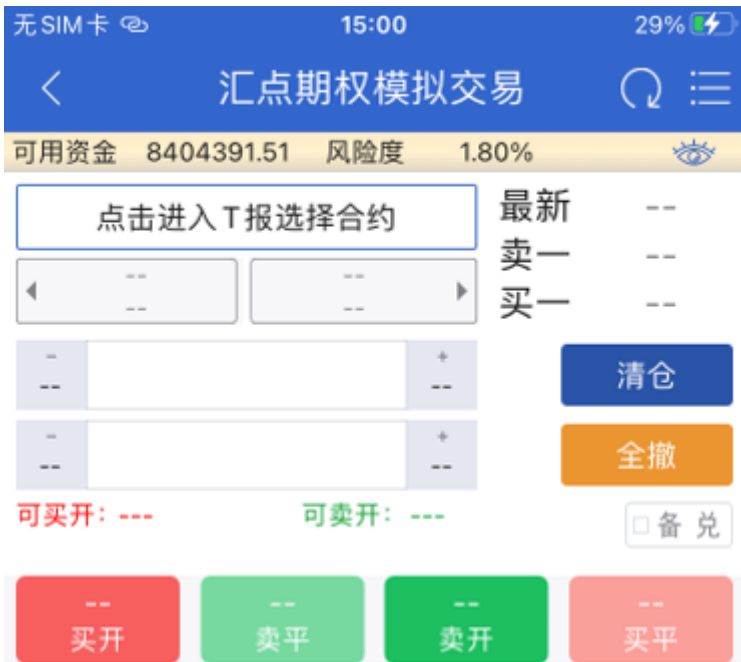 无SIM卡 15:00 29%
汇点期权模拟交易
可用资金 8404391.51 风险度 1.80%
点击进入T报选择合约 最新 --
卖一 --
-- --
-- -- 买一 --
- +
-- -- 清仓
- +
-- -- 全撤
可买开: --- 可卖开: --- 备 兑
-- -- -- --
买开 卖平 卖开 买平